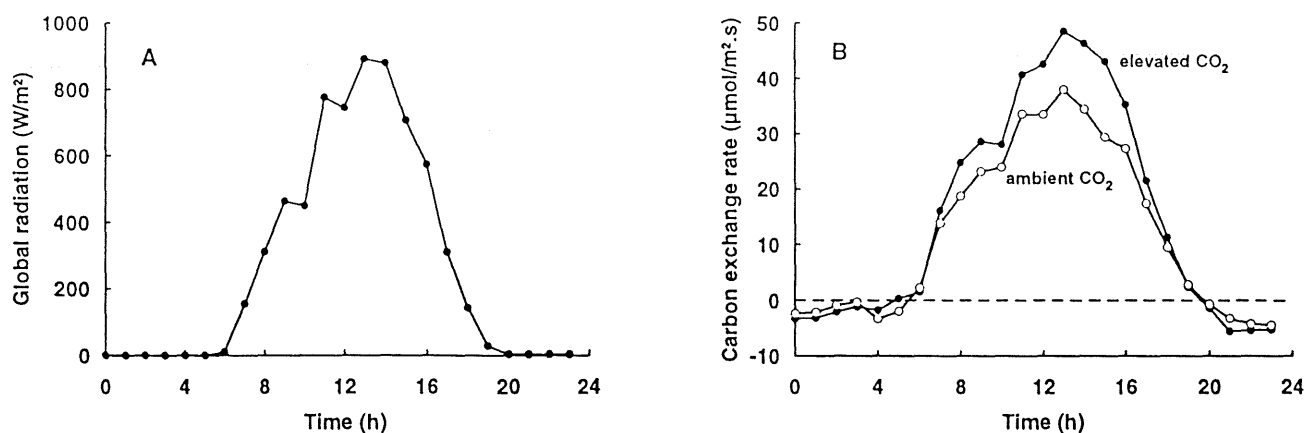 A
Global radiation (W/m²)
1000
800
600
400
200
0
0 4 8 12 16 20 24
Time (h)
B
Carbon exchange rate (µmol/m².s)
50
40
30
20
10
0
-10
elevated CO₂
ambient CO₂
0 4 8 12 16 20 24
Time (h)